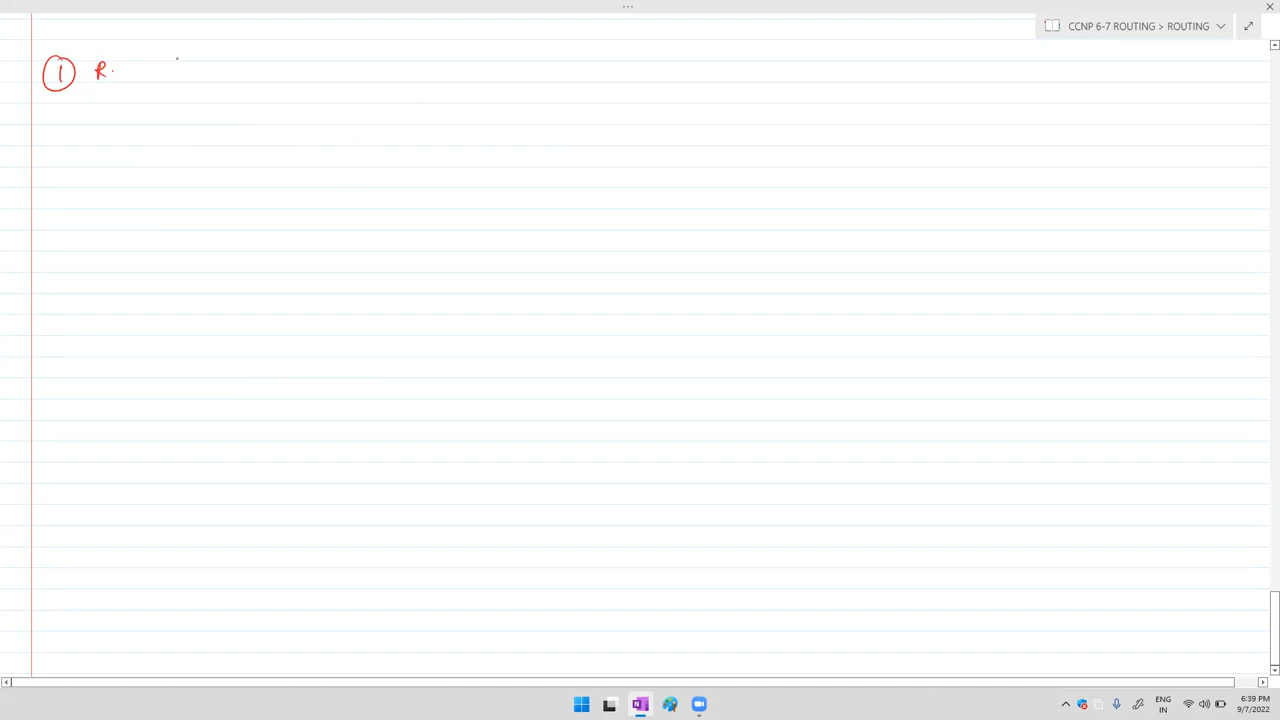 CCNP 6-7 ROUTING > ROUTING
① R.
ENG
IN
6:39 PM
9/7/2022